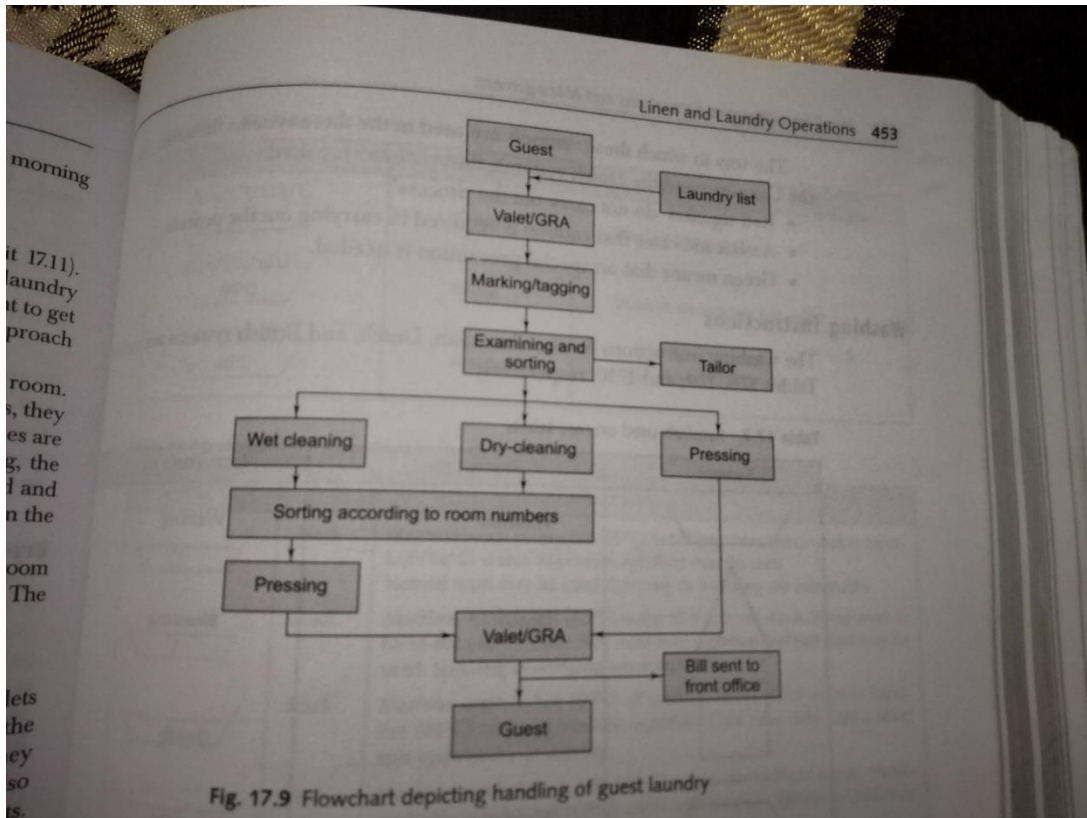 Linen and Laundry Operations 453
Guest
Laundry list
Valet/GRA
Marking/tagging
Examining and
sorting
Tailor
Wet cleaning
Dry-cleaning
Pressing
Sorting according to room numbers
Pressing
Valet/GRA
Bill sent to
front office
Guest
Fig. 17.9 Flowchart depicting handling of guest laundry
morning
it 17.11).
laundry
at to get
proach
room.
s, they
es are
g, the
d and
n the
oom
The
lets
the
ey
so
ts.